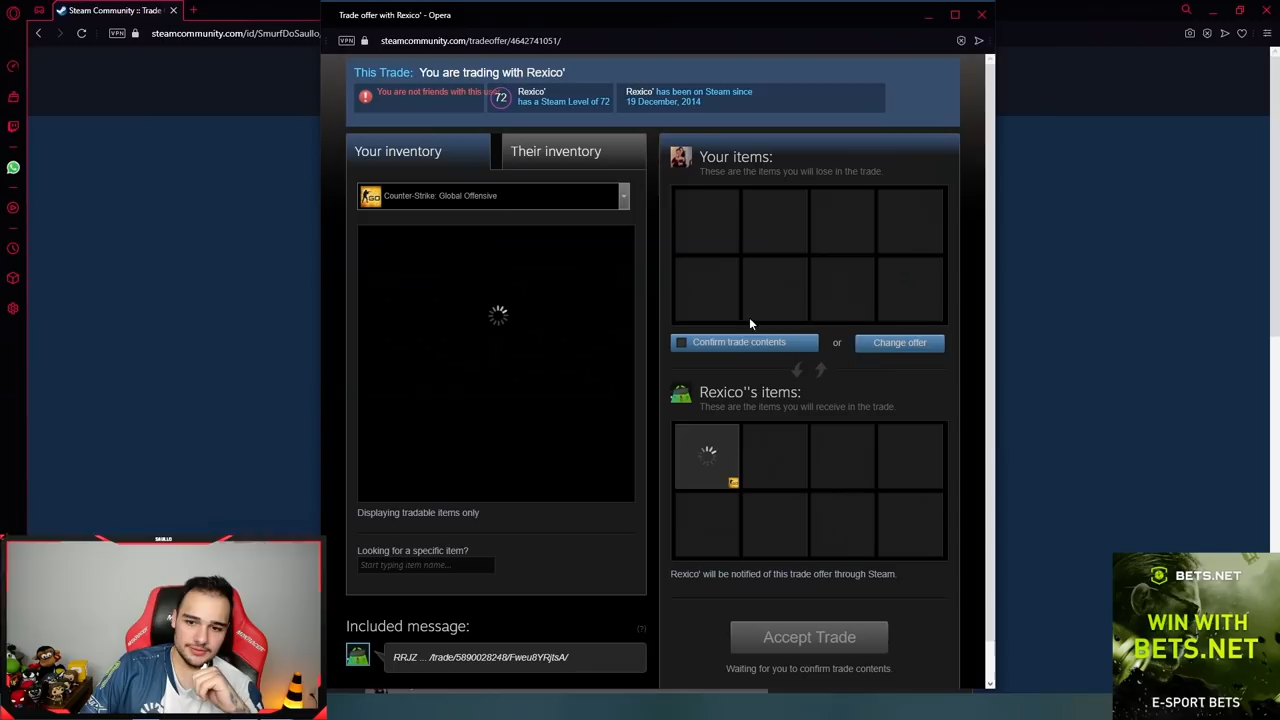 Steam Community :: Trade
VPN
steamcommunity.com/id/SmurfDoSaullo
Trade offer with Rexico' - Opera
VPN
steamcommunity.com/tradeoffer/4642741051/
This Trade: You are trading with Rexico'
You are not friends with this
72
Rexico'
has a Steam Level of 72
Rexico' has been on Steam since
19 December, 2014
Your inventory
Their inventory
GO
Counter-Strike: Global Offensive
Displaying tradable items only
Looking for a specific item?
Start typing item name...
Included message:
(?)
RRJZ ... /trade/5890028248/Fweu8YRjtsA/
Your items:
These are the items you will lose in the trade.
Confirm trade contents
or
Change offer
Rexico''s items:
These are the items you will receive in the trade.
GO
Rexico' will be notified of this trade offer through Steam.
Accept Trade
Waiting for you to confirm trade contents.
SAULLO
BETS.NET
WIN WITH
BETS.NET
E-SPORT BETS